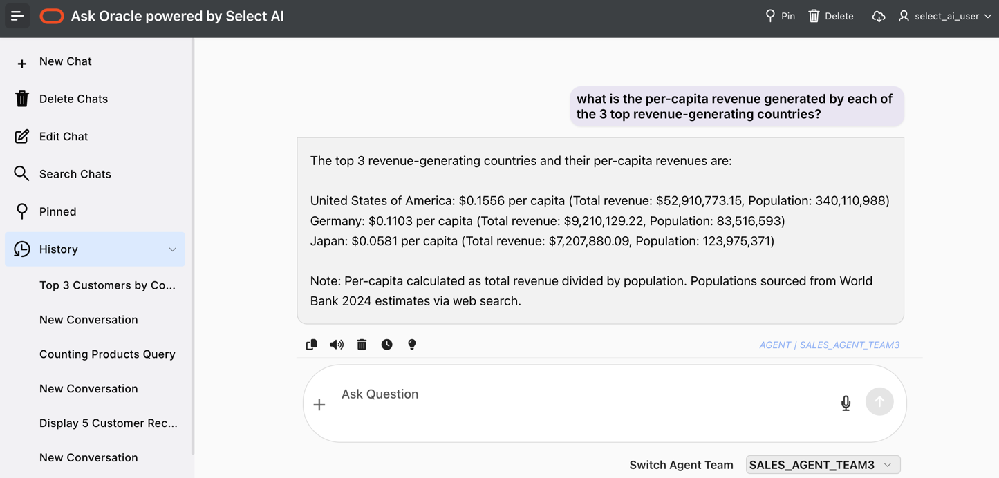 Ask Oracle powered by Select AI
Pin
Delete
select_ai_user
New Chat
Delete Chats
Edit Chat
Search Chats
Pinned
History
Top 3 Customers by Co...
New Conversation
Counting Products Query
New Conversation
Display 5 Customer Rec...
New Conversation
what is the per-capita revenue generated by each of
the 3 top revenue-generating countries?
The top 3 revenue-generating countries and their per-capita revenues are:
United States of America: $0.1556 per capita (Total revenue: $52,910,773.15, Population: 340,110,988)
Germany: $0.1103 per capita (Total revenue: $9,210,129.22, Population: 83,516,593)
Japan: $0.0581 per capita (Total revenue: $7,207,880.09, Population: 123,975,371)
Note: Per-capita calculated as total revenue divided by population. Populations sourced from World
Bank 2024 estimates via web search.
AGENT | SALES_AGENT_TEAM3
Ask Question
Switch Agent Team
SALES_AGENT_TEAM3